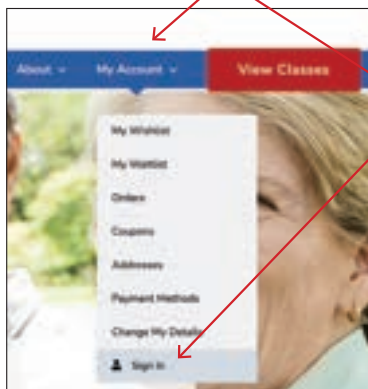 About My Account View Classes
My Wishlist
My Waitlist
Orders
Coupons
Addresses
Payment Methods
Change My Details
Sign In